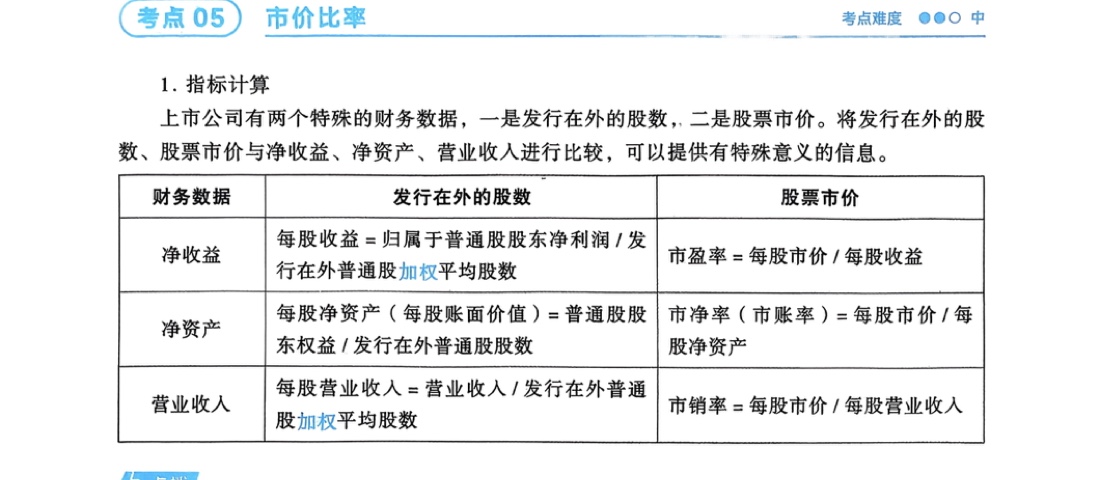 考点 05 市价比率 考点难度 中
1. 指标计算
上市公司有两个特殊的财务数据，一是发行在外的股数，二是股票市价。将发行在外的股
数、股票市价与净收益、净资产、营业收入进行比较，可以提供有特殊意义的信息。
财务数据 发行在外的股数 股票市价
净收益
每股收益 = 归属于普通股股东净利润 / 发
行在外普通股加权平均股数
市盈率 = 每股市价 / 每股收益
净资产
每股净资产（每股账面价值）= 普通股股
东权益 / 发行在外普通股股数
市净率（市账率）= 每股市价 / 每
股净资产
营业收入
每股营业收入 = 营业收入 / 发行在外普通
股加权平均股数
市销率 = 每股市价 / 每股营业收入